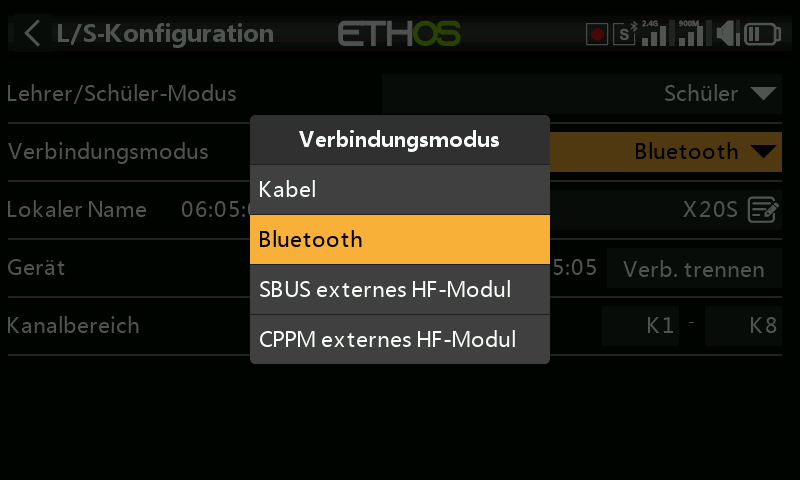 L/S-Konfiguration ETHOS S 2.4G 900M
Lehrer/Schüler-Modus Schüler
Verbindungsmodus
Verbindungsmodus Bluetooth
Kabel
Lokaler Name 06:05: X20S
Bluetooth
Gerät 5:05 Verb. trennen
SBUS externes HF-Modul
Kanalbereich K1 - K8
CPPM externes HF-Modul